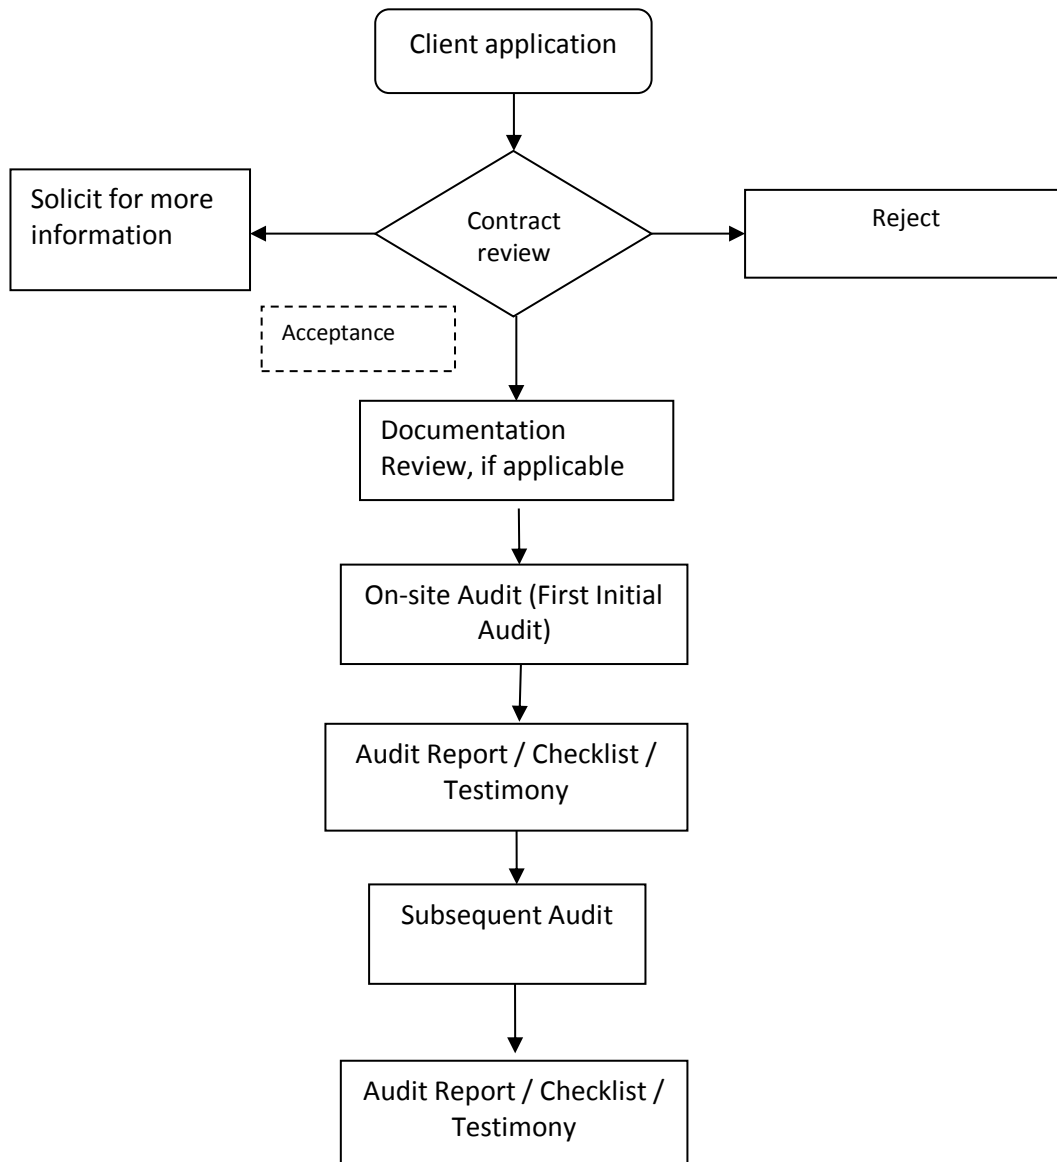 Client application
Solicit for more
information
Contract
review
Reject
Acceptance
Documentation
Review, if applicable
On-site Audit (First Initial
Audit)
Audit Report / Checklist /
Testimony
Subsequent Audit
Audit Report / Checklist /
Testimony